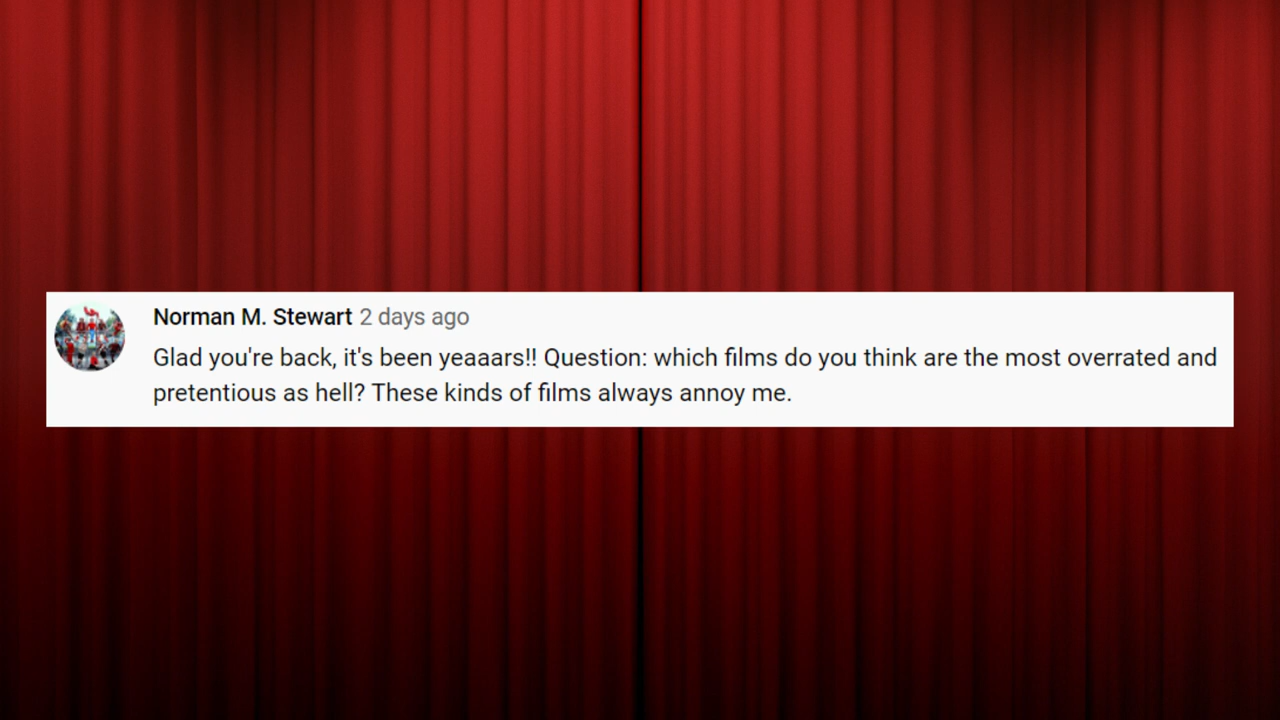 Norman M. Stewart 2 days ago
Glad you're back, it's been yeaaars!! Question: which films do you think are the most overrated and
pretentious as hell? These kinds of films always annoy me.